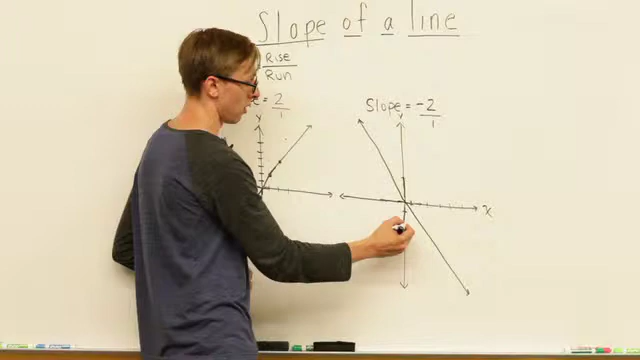 Slope of a line
Rise
Run
= 2
1
Slope = -2
1
Y
Y
X